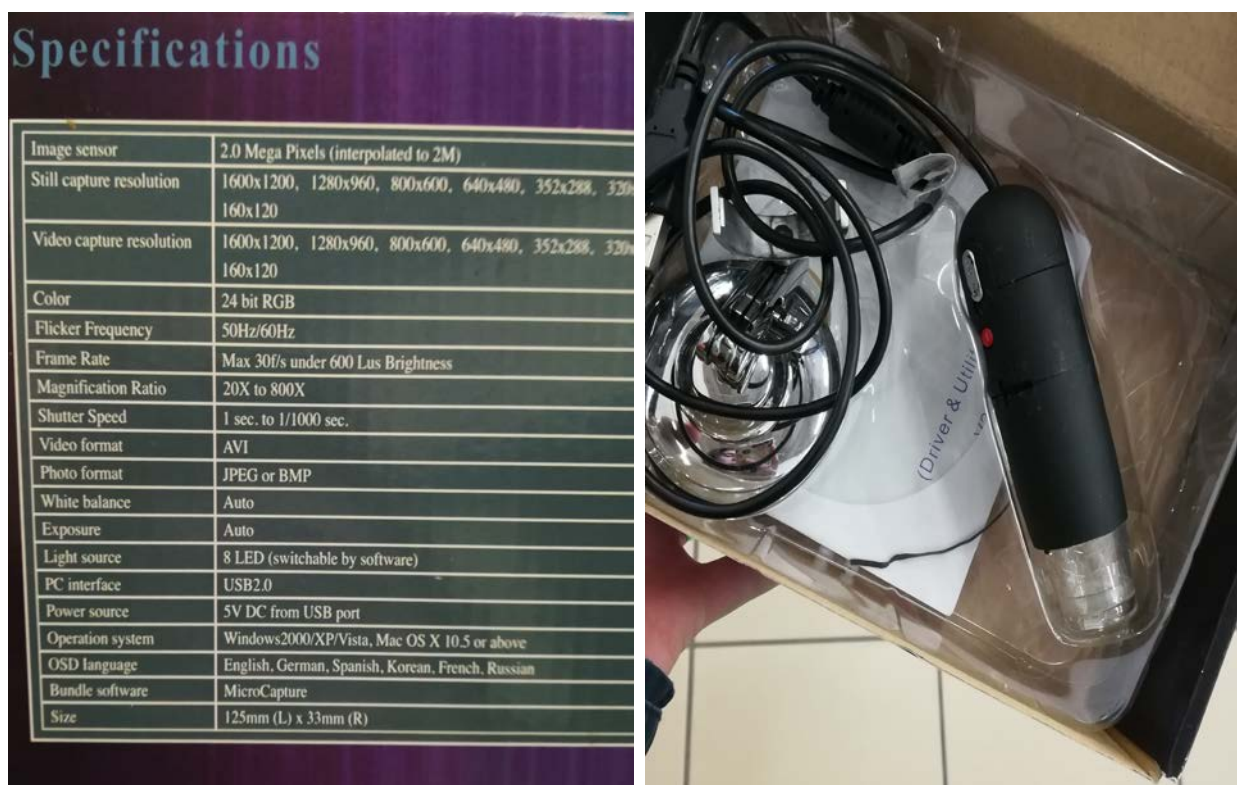 Specifications
Image sensor 2.0 Mega Pixels (interpolated to 2M)
Still capture resolution 1600x1200, 1280x960, 800x600, 640x480, 352x288, 320x
160x120
Video capture resolution 1600x1200, 1280x960, 800x600, 640x480, 352x288, 320x
160x120
Color 24 bit RGB
Flicker Frequency 50Hz/60Hz
Frame Rate Max 30f/s under 600 Lus Brightness
Magnification Ratio 20X to 800X
Shutter Speed 1 sec. to 1/1000 sec.
Video format AVI
Photo format JPEG or BMP
White balance Auto
Exposure Auto
Light source 8 LED (switchable by software)
PC interface USB2.0
Power source 5V DC from USB port
Operation system Windows2000/XP/Vista, Mac OS X 10.5 or above
OSD language English, German, Spanish, Korean, French, Russian
Bundle software MicroCapture
Size 125mm (L) x 33mm (R)
(Driver & Utili